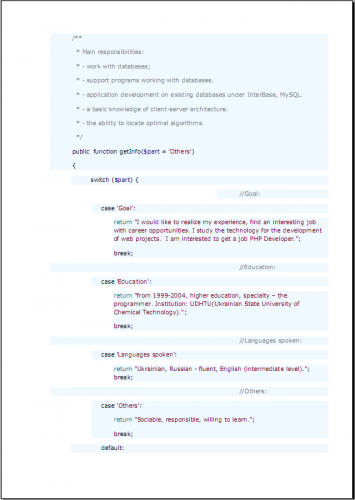 /**
* Main responsibilities:
* - work with databases;
* - support programs working with databases.
* - application development on existing databases under InterBase, MySQL.
* - a basic knowledge of client-server architecture.
* - the ability to locate optimal algorithms.
*/
public function getInfo($part = 'Others')
{
switch ($part) {
//Goal:
case 'Goal':
return "I would like to realize my experience, find an interesting job
with career opportunities. I study the technology for the development
of web projects. I am interested to get a job PHP Developer.";
break;
//Education:
case 'Education':
return "from 1999-2004, higher education, specialty – the
programmer. Institution: UDHTU(Ukrainian State University of
Chemical Technology).";
break;
//Languages spoken:
case 'Languages spoken':
return "Ukrainian, Russian - fluent, English (intermediate level).";
break;
//Others:
case 'Others':
return "Sociable, responsible, willing to learn.";
break;
default: